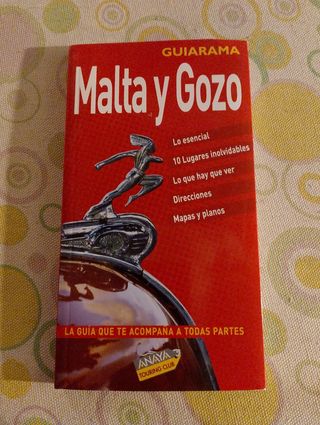 GUIARAMA
Malta y Gozo
Lo esencial
10 Lugares inolvidables
Lo que hay que ver
Direcciones
Mapas y planos
LA GUÍA QUE TE ACOMPAÑA A TODAS PARTES
ANAYA
TOURING CLUB